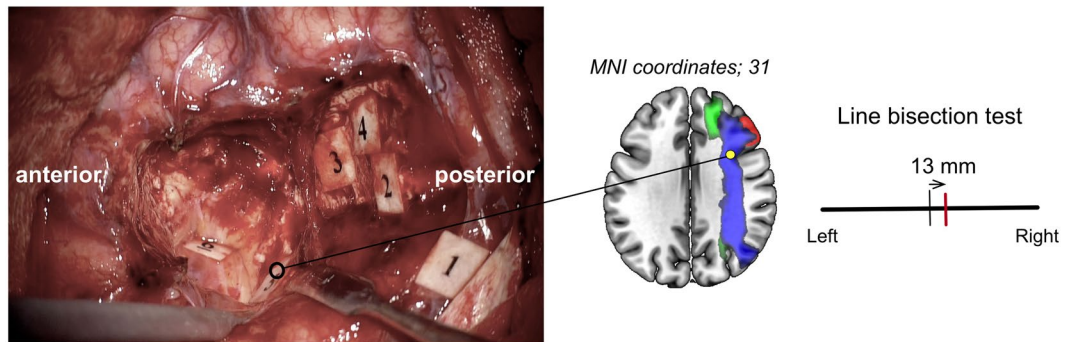 anterior
posterior
4
3
2
1
MNI coordinates; 31
Line bisection test
13 mm
Left
Right